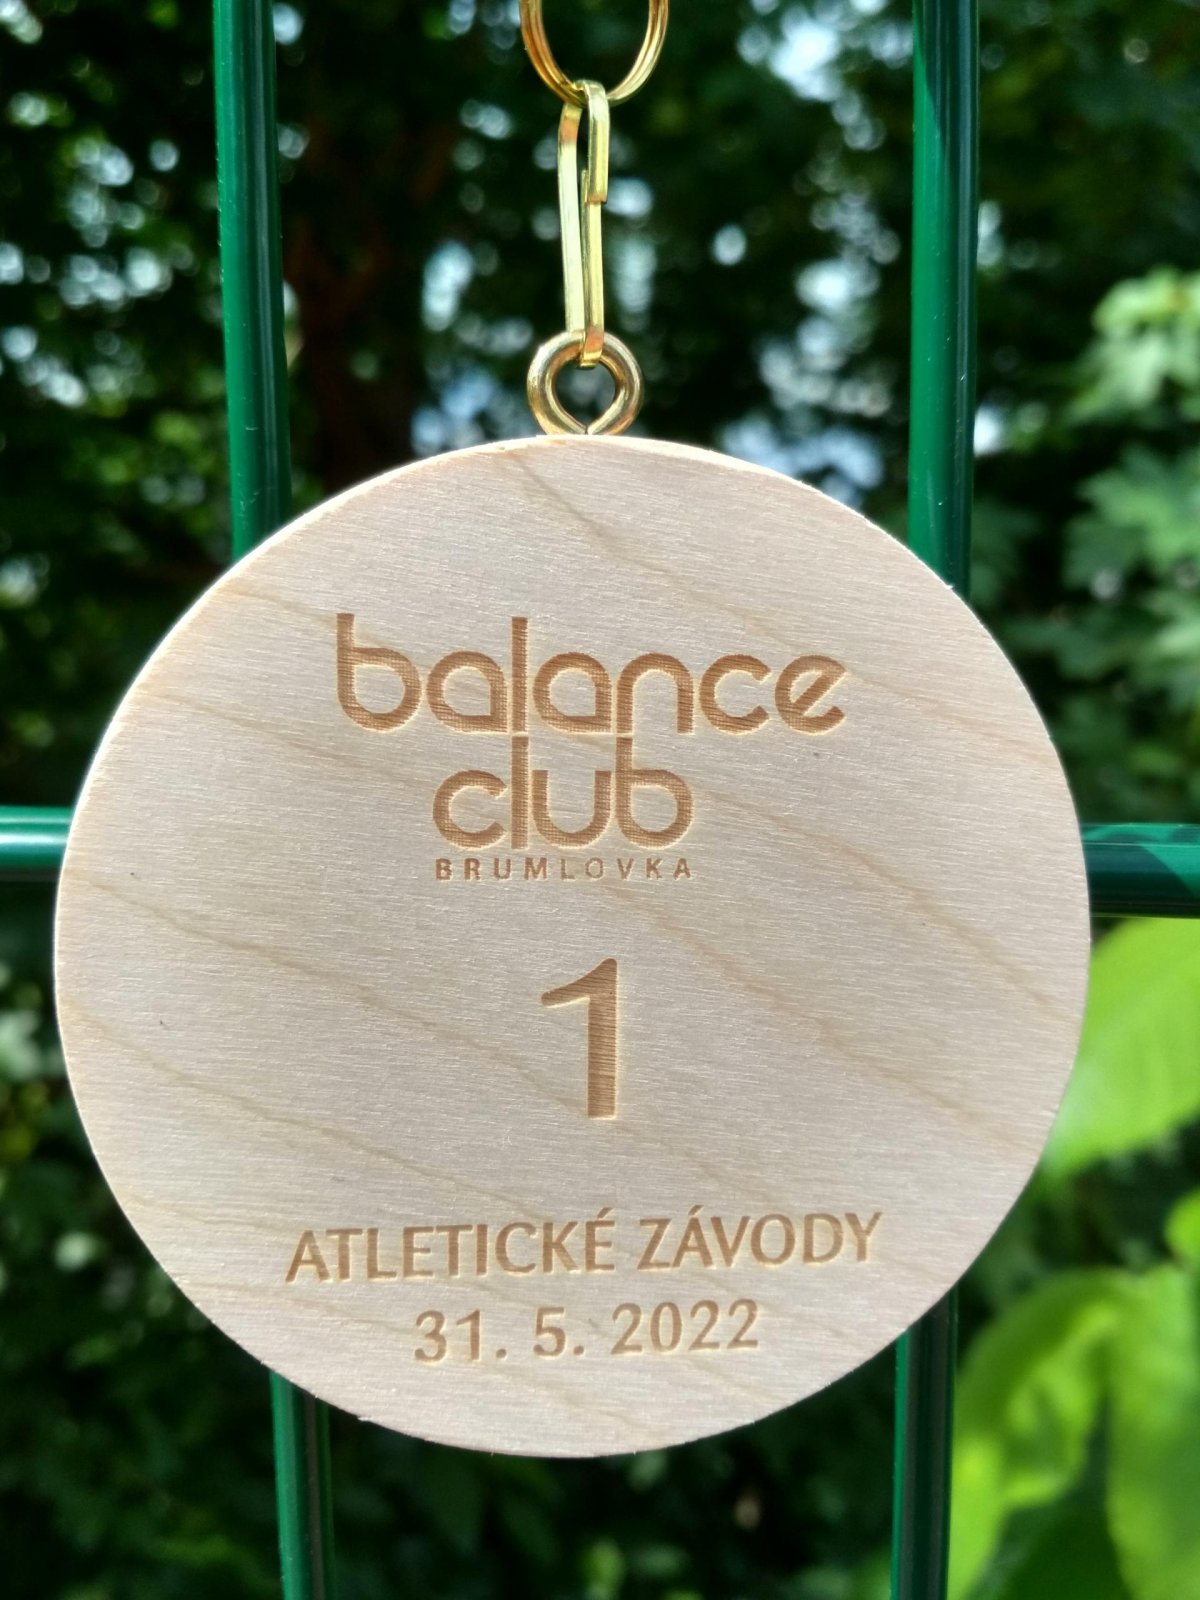 balance
club
BRUMLOVKA
1
ATLETICKÉ ZÁVODY
31. 5. 2022